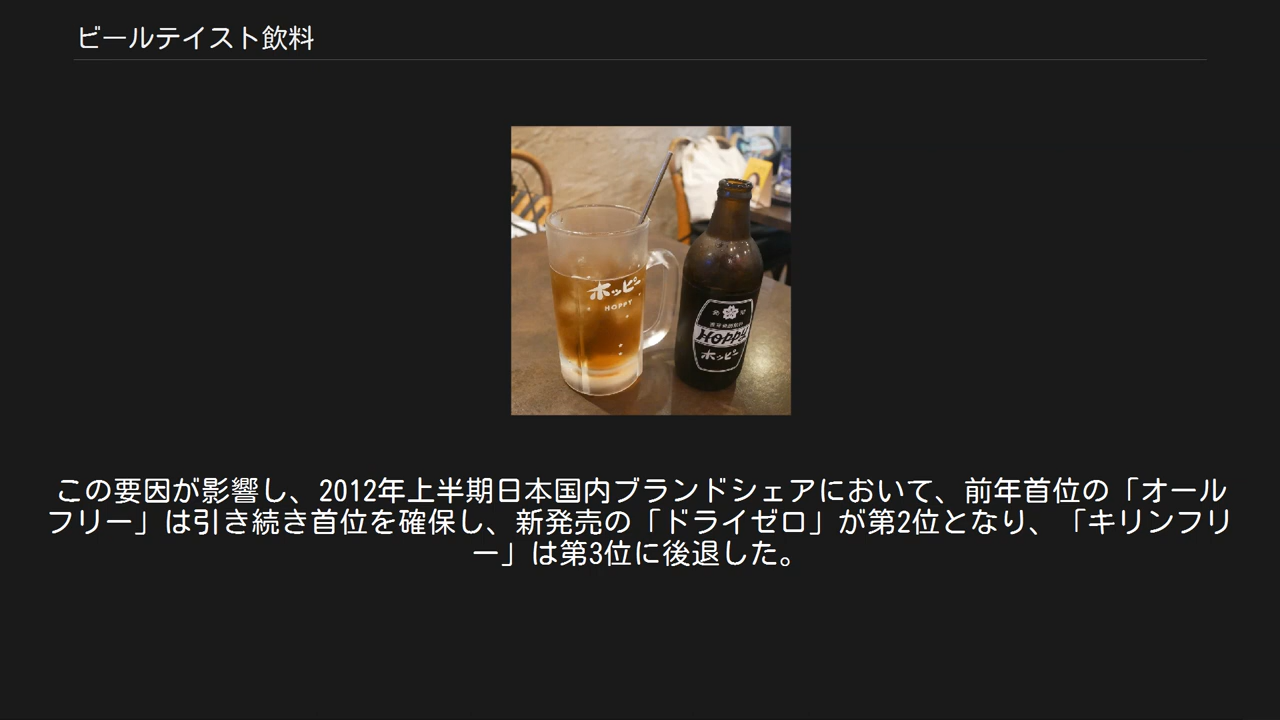 ビールテイスト飲料
ホッピー
HOPPY
HOPPY
ホッピー
この要因が影響し、2012年上半期日本国内ブランドシェアにおいて、前年首位の「オール
フリー」は引き続き首位を確保し、新発売の「ドライゼロ」が第2位となり、「キリンフリ
ー」は第3位に後退した。